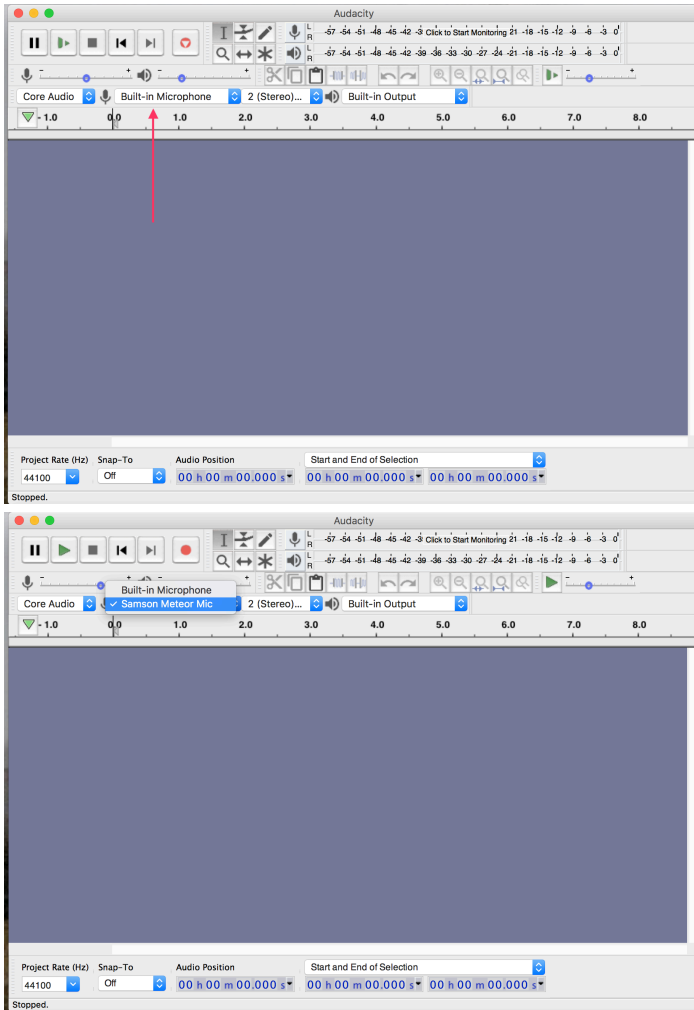 Audacity
L
R
-57 -54 -51 -48 -45 -42 -3 Click to Start Monitoring 21 -18 -15 -12 -9 -6 -3 0
L
R
-57 -54 -51 -48 -45 -42 -39 -36 -33 -30 -27 -24 -21 -18 -15 -12 -9 -6 -3 0
- + - + - +
Core Audio Built-in Microphone 2 (Stereo)... Built-in Output
- 1.0 0.0 1.0 2.0 3.0 4.0 5.0 6.0 7.0 8.0
Project Rate (Hz) Snap-To Audio Position Start and End of Selection
44100 Off 00 h 00 m 00.000 s 00 h 00 m 00.000 s 00 h 00 m 00.000 s
Stopped.
Audacity
L
R
-57 -54 -51 -48 -45 -42 -3 Click to Start Monitoring 21 -18 -15 -12 -9 -6 -3 0
L
R
-57 -54 -51 -48 -45 -42 -39 -36 -33 -30 -27 -24 -21 -18 -15 -12 -9 -6 -3 0
- + - + - +
Built-in Microphone
Core Audio ✓ Samson Meteor Mic 2 (Stereo)... Built-in Output
- 1.0 0.0 1.0 2.0 3.0 4.0 5.0 6.0 7.0 8.0
Project Rate (Hz) Snap-To Audio Position Start and End of Selection
44100 Off 00 h 00 m 00.000 s 00 h 00 m 00.000 s 00 h 00 m 00.000 s
Stopped.